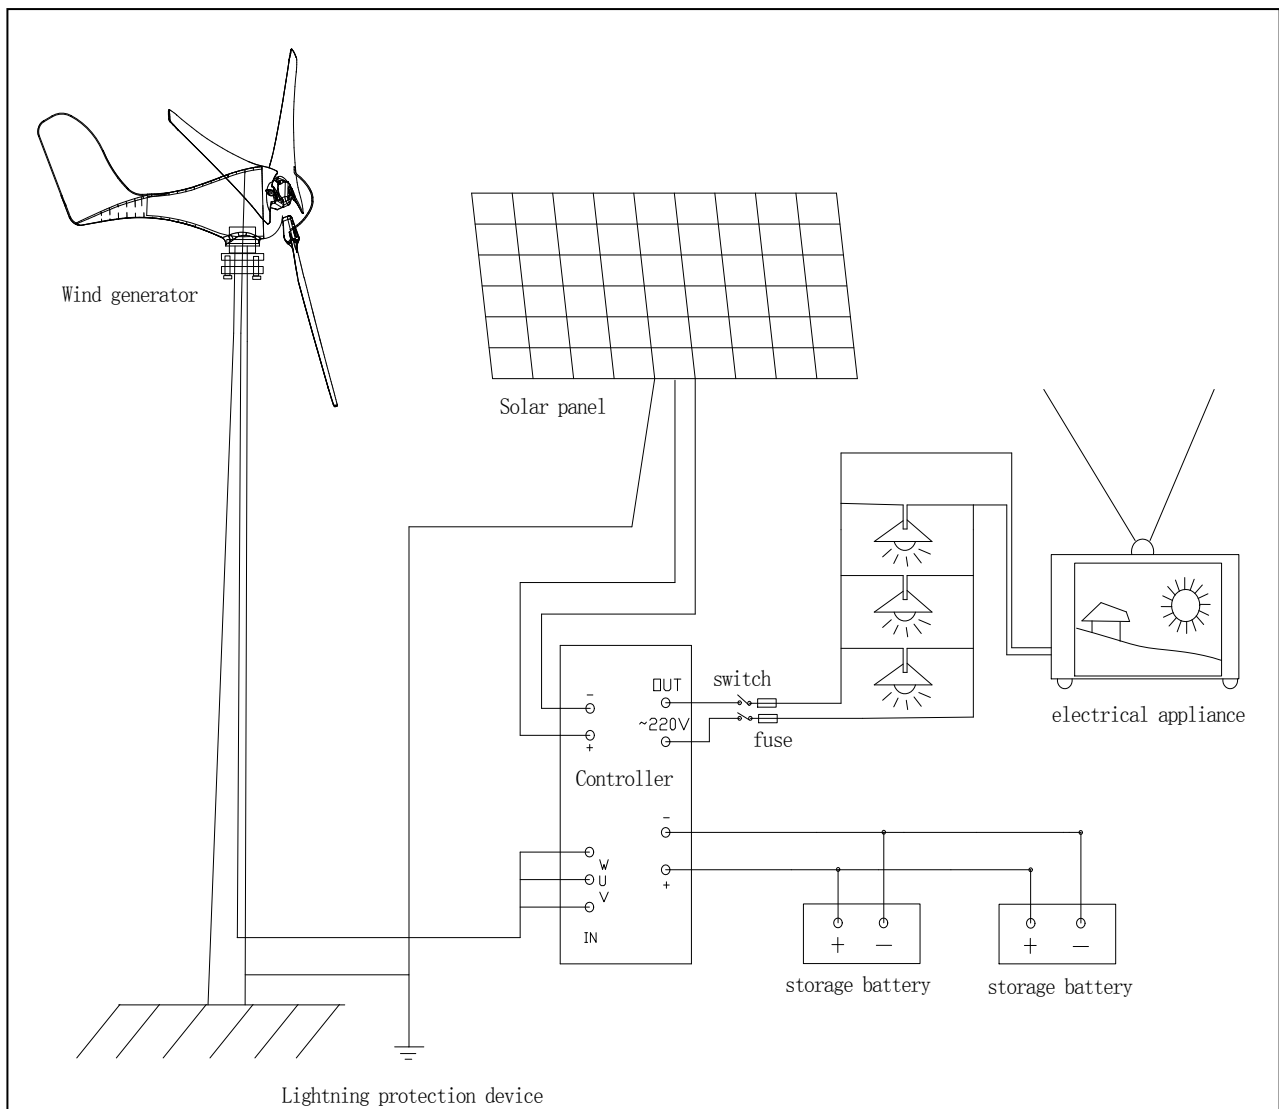 Wind generator
Solar panel
-
OUT
switch
~220V
+
fuse
electrical appliance
Controller
-
W
U
+
V
IN
+ -
+ -
storage battery
storage battery
Lightning protection device